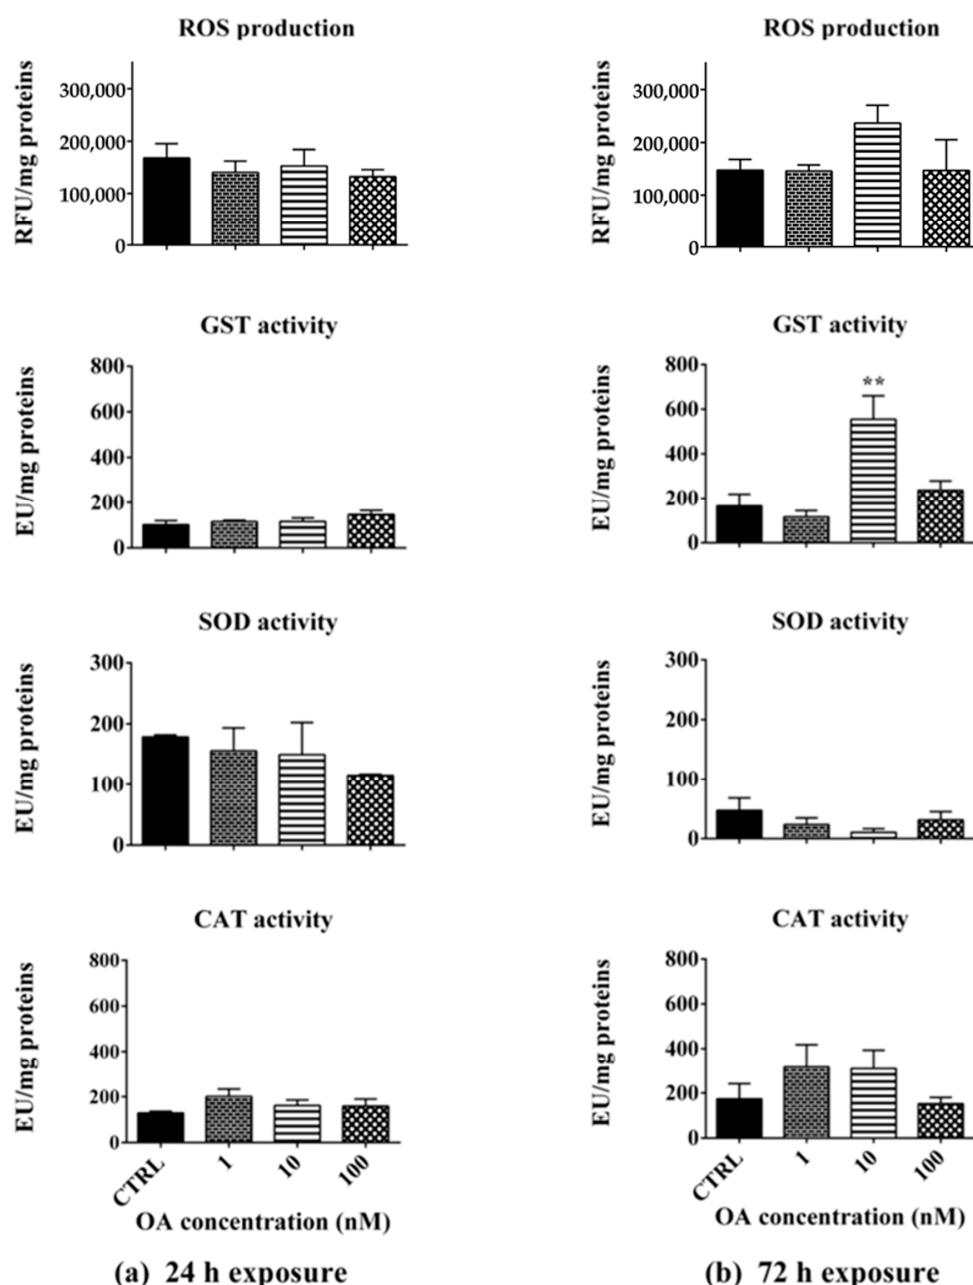 ROS production
RFU/mg proteins
300,000
200,000
100,000
0
GST activity
EU/mg proteins
800
600
400
200
0
SOD activity
EU/mg proteins
300
200
100
0
CAT activity
EU/mg proteins
800
600
400
200
0
CTRL
1
10
100
OA concentration (nM)
(a) 24 h exposure
ROS production
RFU/mg proteins
300,000
200,000
100,000
0
GST activity
EU/mg proteins
800
600
400
200
0
**
SOD activity
EU/mg proteins
300
200
100
0
CAT activity
EU/mg proteins
800
600
400
200
0
CTRL
1
10
100
OA concentration (nM)
(b) 72 h exposure